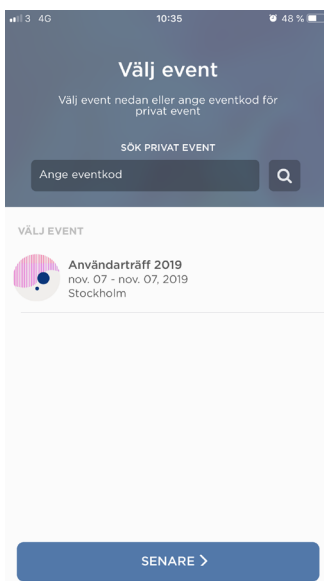 3 4G 10:35 48 %
Välj event
Välj event nedan eller ange eventkod för
privat event
SÖK PRIVAT EVENT
Ange eventkod
VÄLJ EVENT
Användarträff 2019
nov. 07 - nov. 07, 2019
Stockholm
SENARE